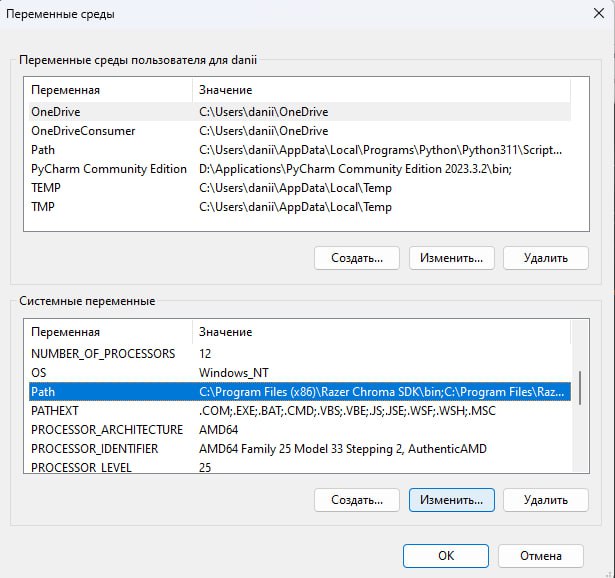 Переменные среды
Переменные среды пользователя для danii
Переменная Значение
OneDrive C:\Users\danii\OneDrive
OneDriveConsumer C:\Users\danii\OneDrive
Path C:\Users\danii\AppData\Local\Programs\Python\Python311\Script...
PyCharm Community Edition D:\Applications\PyCharm Community Edition 2023.3.2\bin;
TEMP C:\Users\danii\AppData\Local\Temp
TMP C:\Users\danii\AppData\Local\Temp
Создать... Изменить... Удалить
Системные переменные
Переменная Значение
NUMBER_OF_PROCESSORS 12
OS Windows_NT
Path C:\Program Files (x86)\Razer Chroma SDK\bin;C:\Program Files\Raz...
PATHEXT .COM;.EXE;.BAT;.CMD;.VBS;.VBE;.JS;.JSE;.WSF;.WSH;.MSC
PROCESSOR_ARCHITECTURE AMD64
PROCESSOR_IDENTIFIER AMD64 Family 25 Model 33 Stepping 2, AuthenticAMD
PROCESSOR_LEVEL 25
Создать... Изменить... Удалить
ОК Отмена